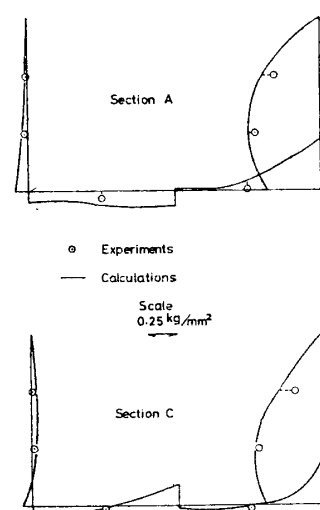 Section A
Experiments
Calculations
Scale
0.25 kg/mm²
Section C